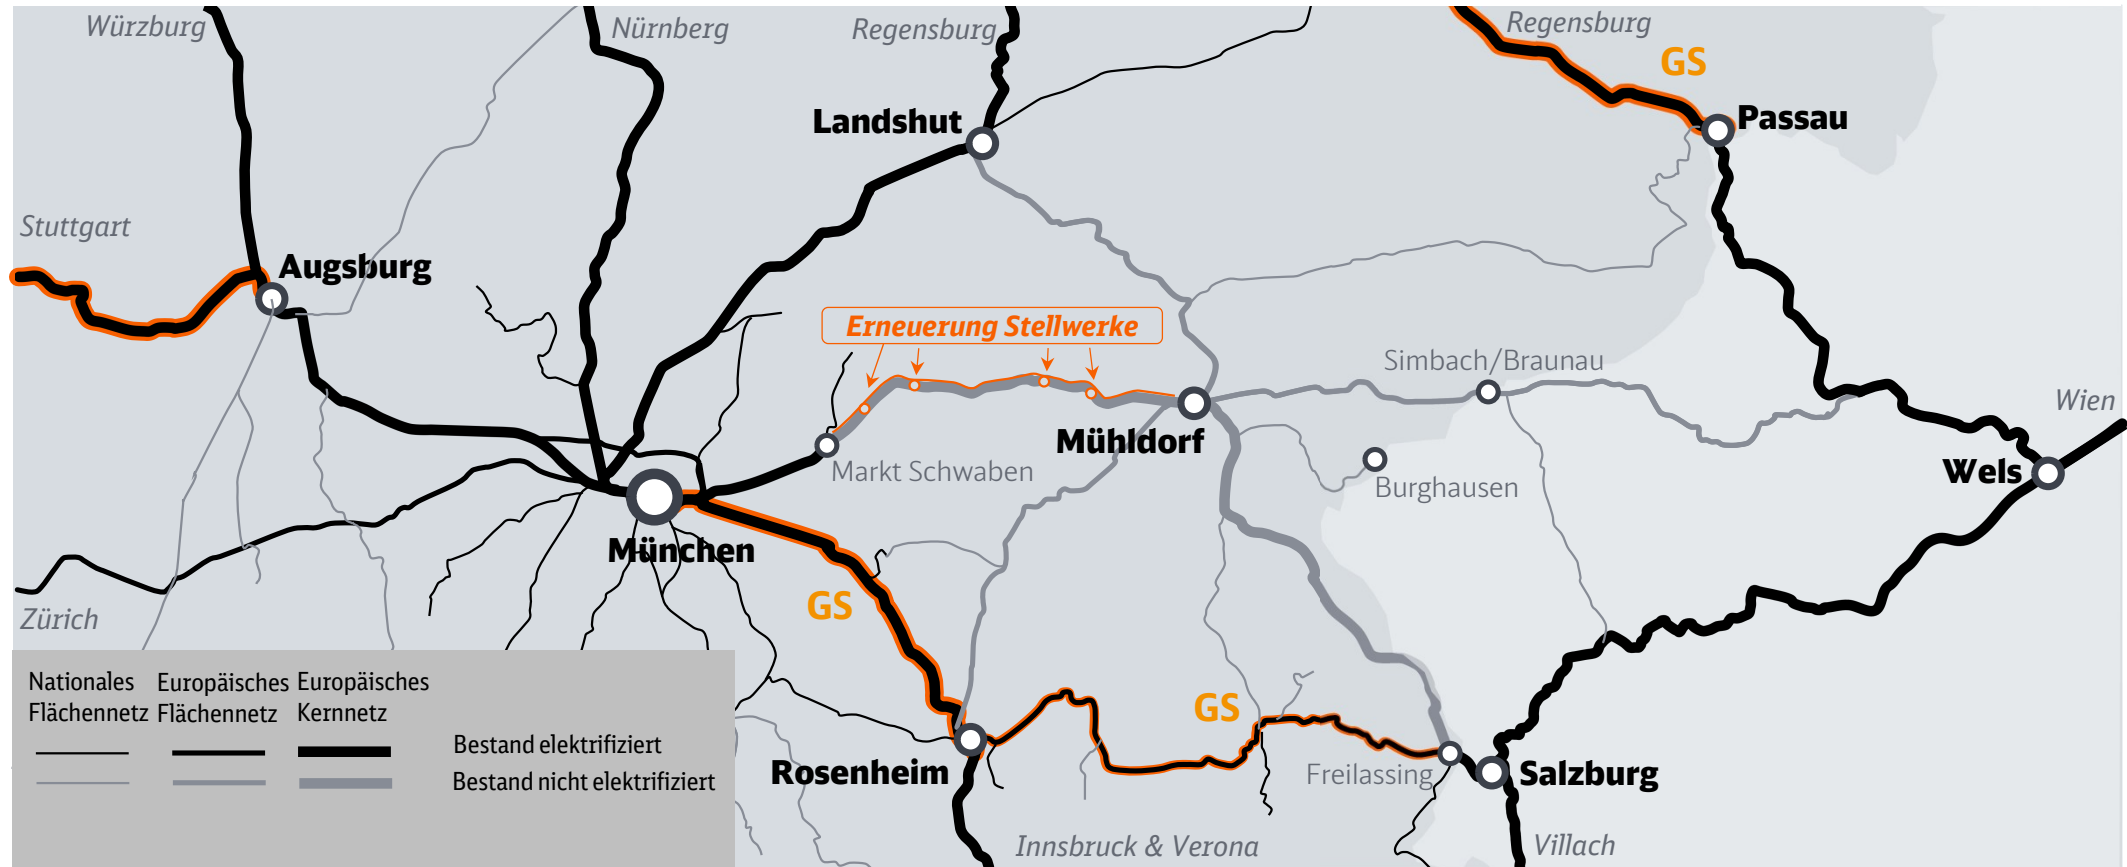 Würzburg
Nürnberg
Regensburg
Regensburg
GS
Landshut
Passau
Stuttgart
Augsburg
Erneuerung Stellwerke
Simbach/Braunau
Wien
Mühldorf
Markt Schwaben
Wels
Burghausen
München
GS
Zürich
Nationales
Flächennetz
Europäisches
Flächennetz
Europäisches
Kernnetz
Bestand elektrifiziert
Bestand nicht elektrifiziert
GS
Rosenheim
Freilassing
Salzburg
Innsbruck & Verona
Villach